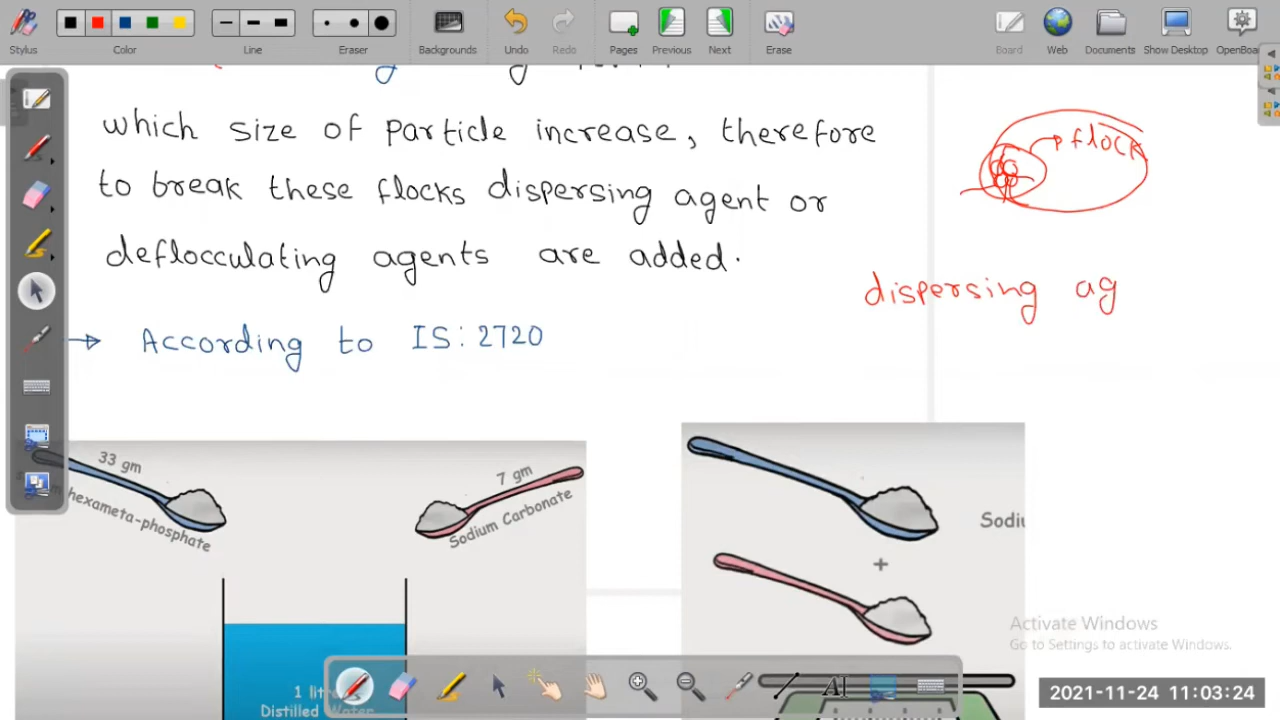 Stylus
Color
Line
Eraser
Backgrounds
Undo
Redo
Pages
Previous
Next
Erase
Board
Web
Documents
Show Desktop
OpenBoa
which size of particle increase, therefore
to break these flocks dispersing agent or
deflocculating agents are added.
flock
dispersing ag
→ According to IS: 2720
33 gm
hexameta-phosphate
7 gm
Sodium Carbonate
Sodiu
+
1 lit
Distilled Water
Activate Windows
Go to Settings to activate Windows.
AI
2021-11-24 11:03:24